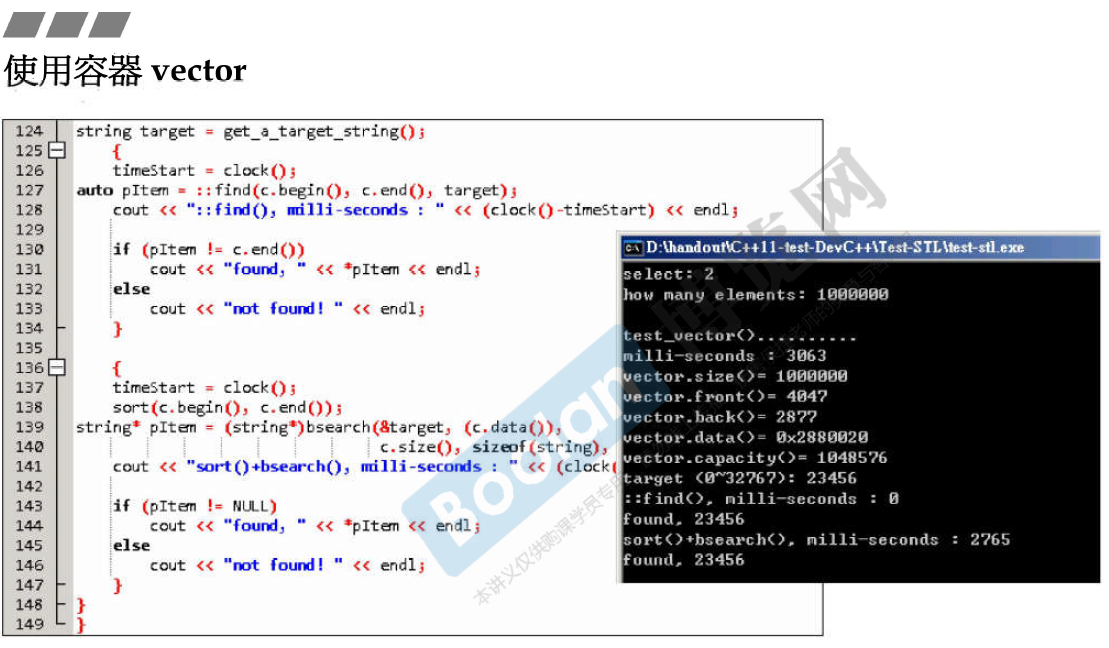 使用容器 vector
124 string target = get_a_target_string();
125 {
126 timeStart = clock();
127 auto pItem = ::find(c.begin(), c.end(), target);
128 cout << "::find(), milli-seconds : " << (clock()-timeStart) << endl;
129
130 if (pItem != c.end())
131 cout << "found, " << *pItem << endl;
132 else
133 cout << "not found! " << endl;
134 }
135
136 {
137 timeStart = clock();
138 sort(c.begin(), c.end());
139 string* pItem = (string*)bsearch(&target, (c.data()),
140 c.size(), sizeof(string),
141 cout << "sort()+bsearch(), milli-seconds : " << (clock(
142
143 if (pItem != NULL)
144 cout << "found, " << *pItem << endl;
145 else
146 cout << "not found! " << endl;
147 }
148 }
149 }
D:\handout\C++11-test-DevC++\Test-STL\test-stl.exe
select: 2
how many elements: 1000000
test_vector()..........
milli-seconds : 3063
vector.size()= 1000000
vector.front()= 4047
vector.back()= 2877
vector.data()= 0x2880020
vector.capacity()= 1048576
target (0~32767): 23456
::find(), milli-seconds : 0
found, 23456
sort()+bsearch(), milli-seconds : 2765
found, 23456
Boolan 博览网
本讲义仅供购课学员专用